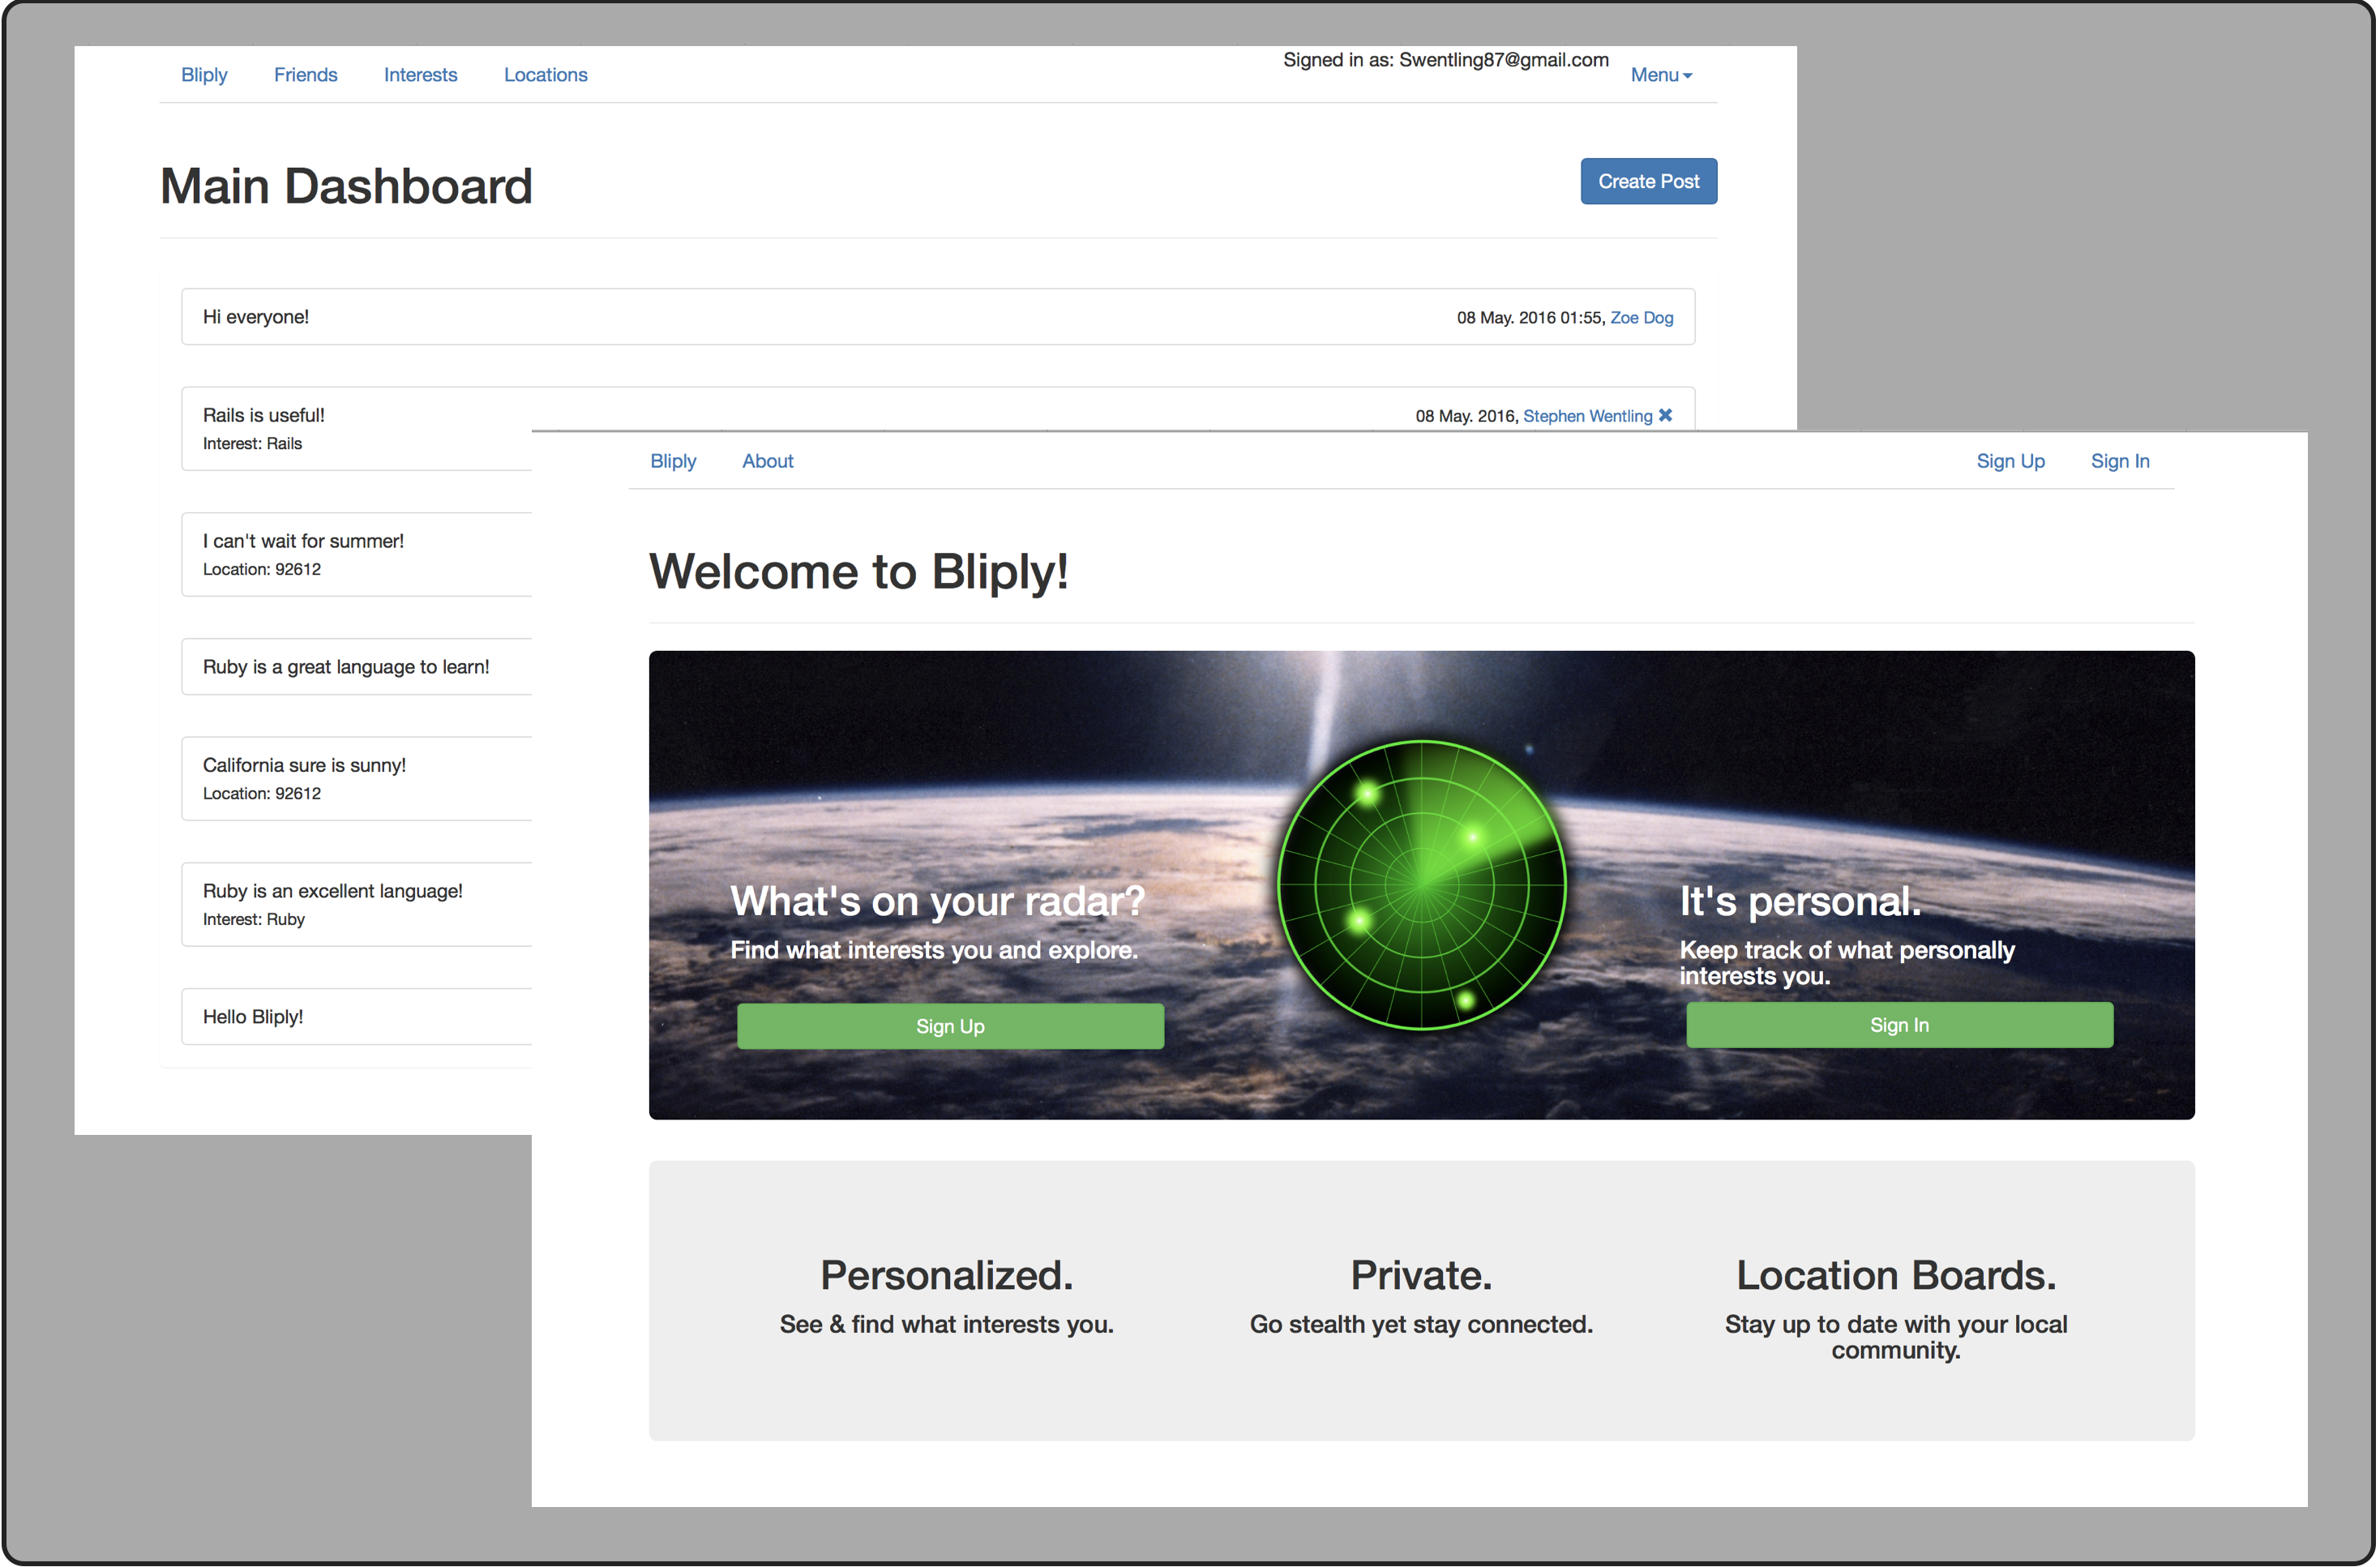 Bliply Friends Interests Locations Signed in as: Swentling87@gmail.com Menu
Main Dashboard Create Post
Hi everyone! 08 May. 2016 01:55, Zoe Dog
Rails is useful! 08 May. 2016, Stephen Wentling
Interest: Rails
I can't wait for summer!
Location: 92612
Ruby is a great language to learn!
California sure is sunny!
Location: 92612
Ruby is an excellent language!
Interest: Ruby
Hello Bliply!
Bliply About Sign Up Sign In
Welcome to Bliply!
What's on your radar?
Find what interests you and explore.
Sign Up
It's personal.
Keep track of what personally
interests you.
Sign In
Personalized.
See & find what interests you.
Private.
Go stealth yet stay connected.
Location Boards.
Stay up to date with your local
community.